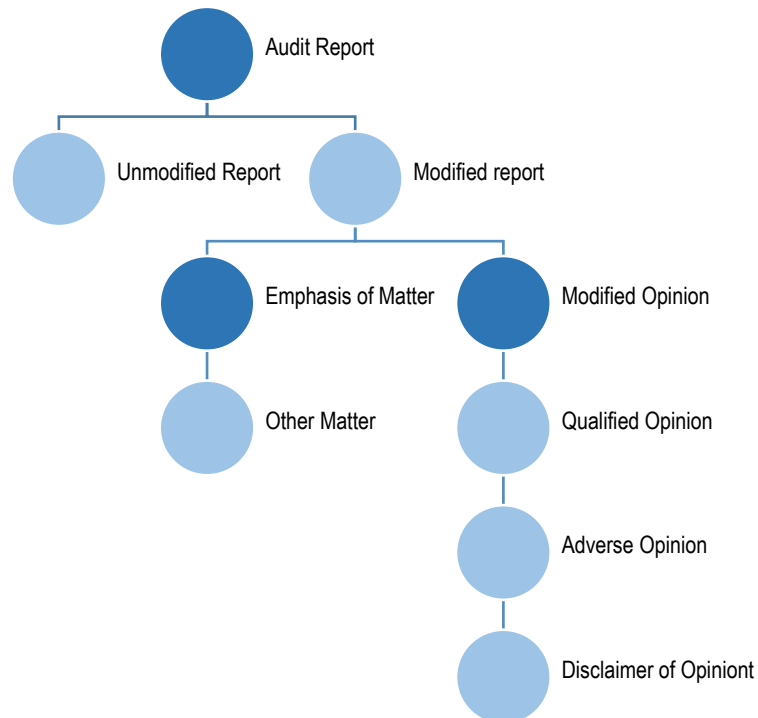 Audit Report
Unmodified Report
Modified report
Emphasis of Matter
Modified Opinion
Other Matter
Qualified Opinion
Adverse Opinion
Disclaimer of Opiniont